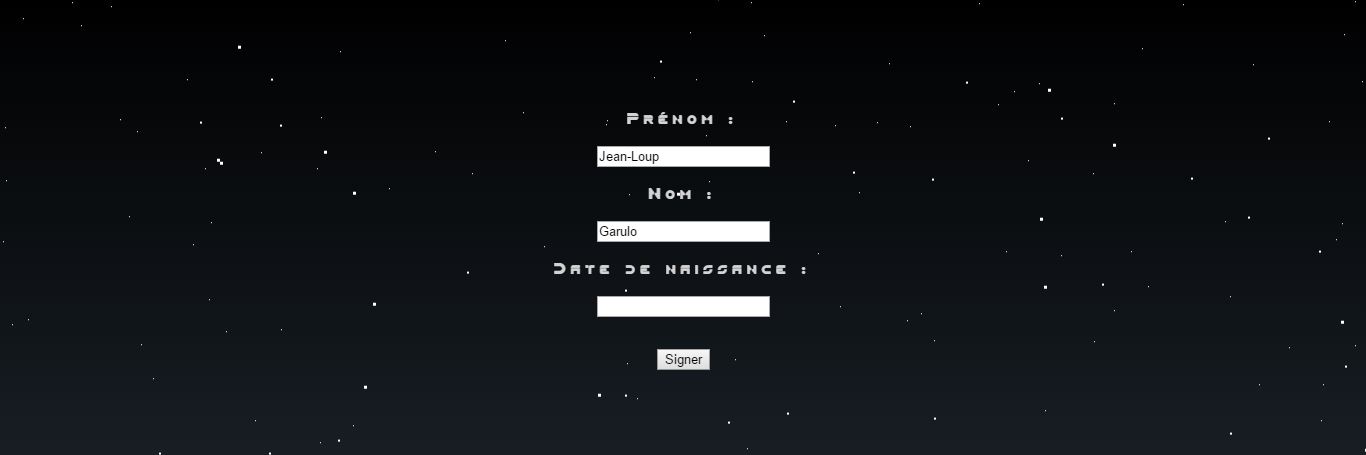 Prénom :
Jean-Loup
Nom :
Garulo
Date de naissance :
Signer